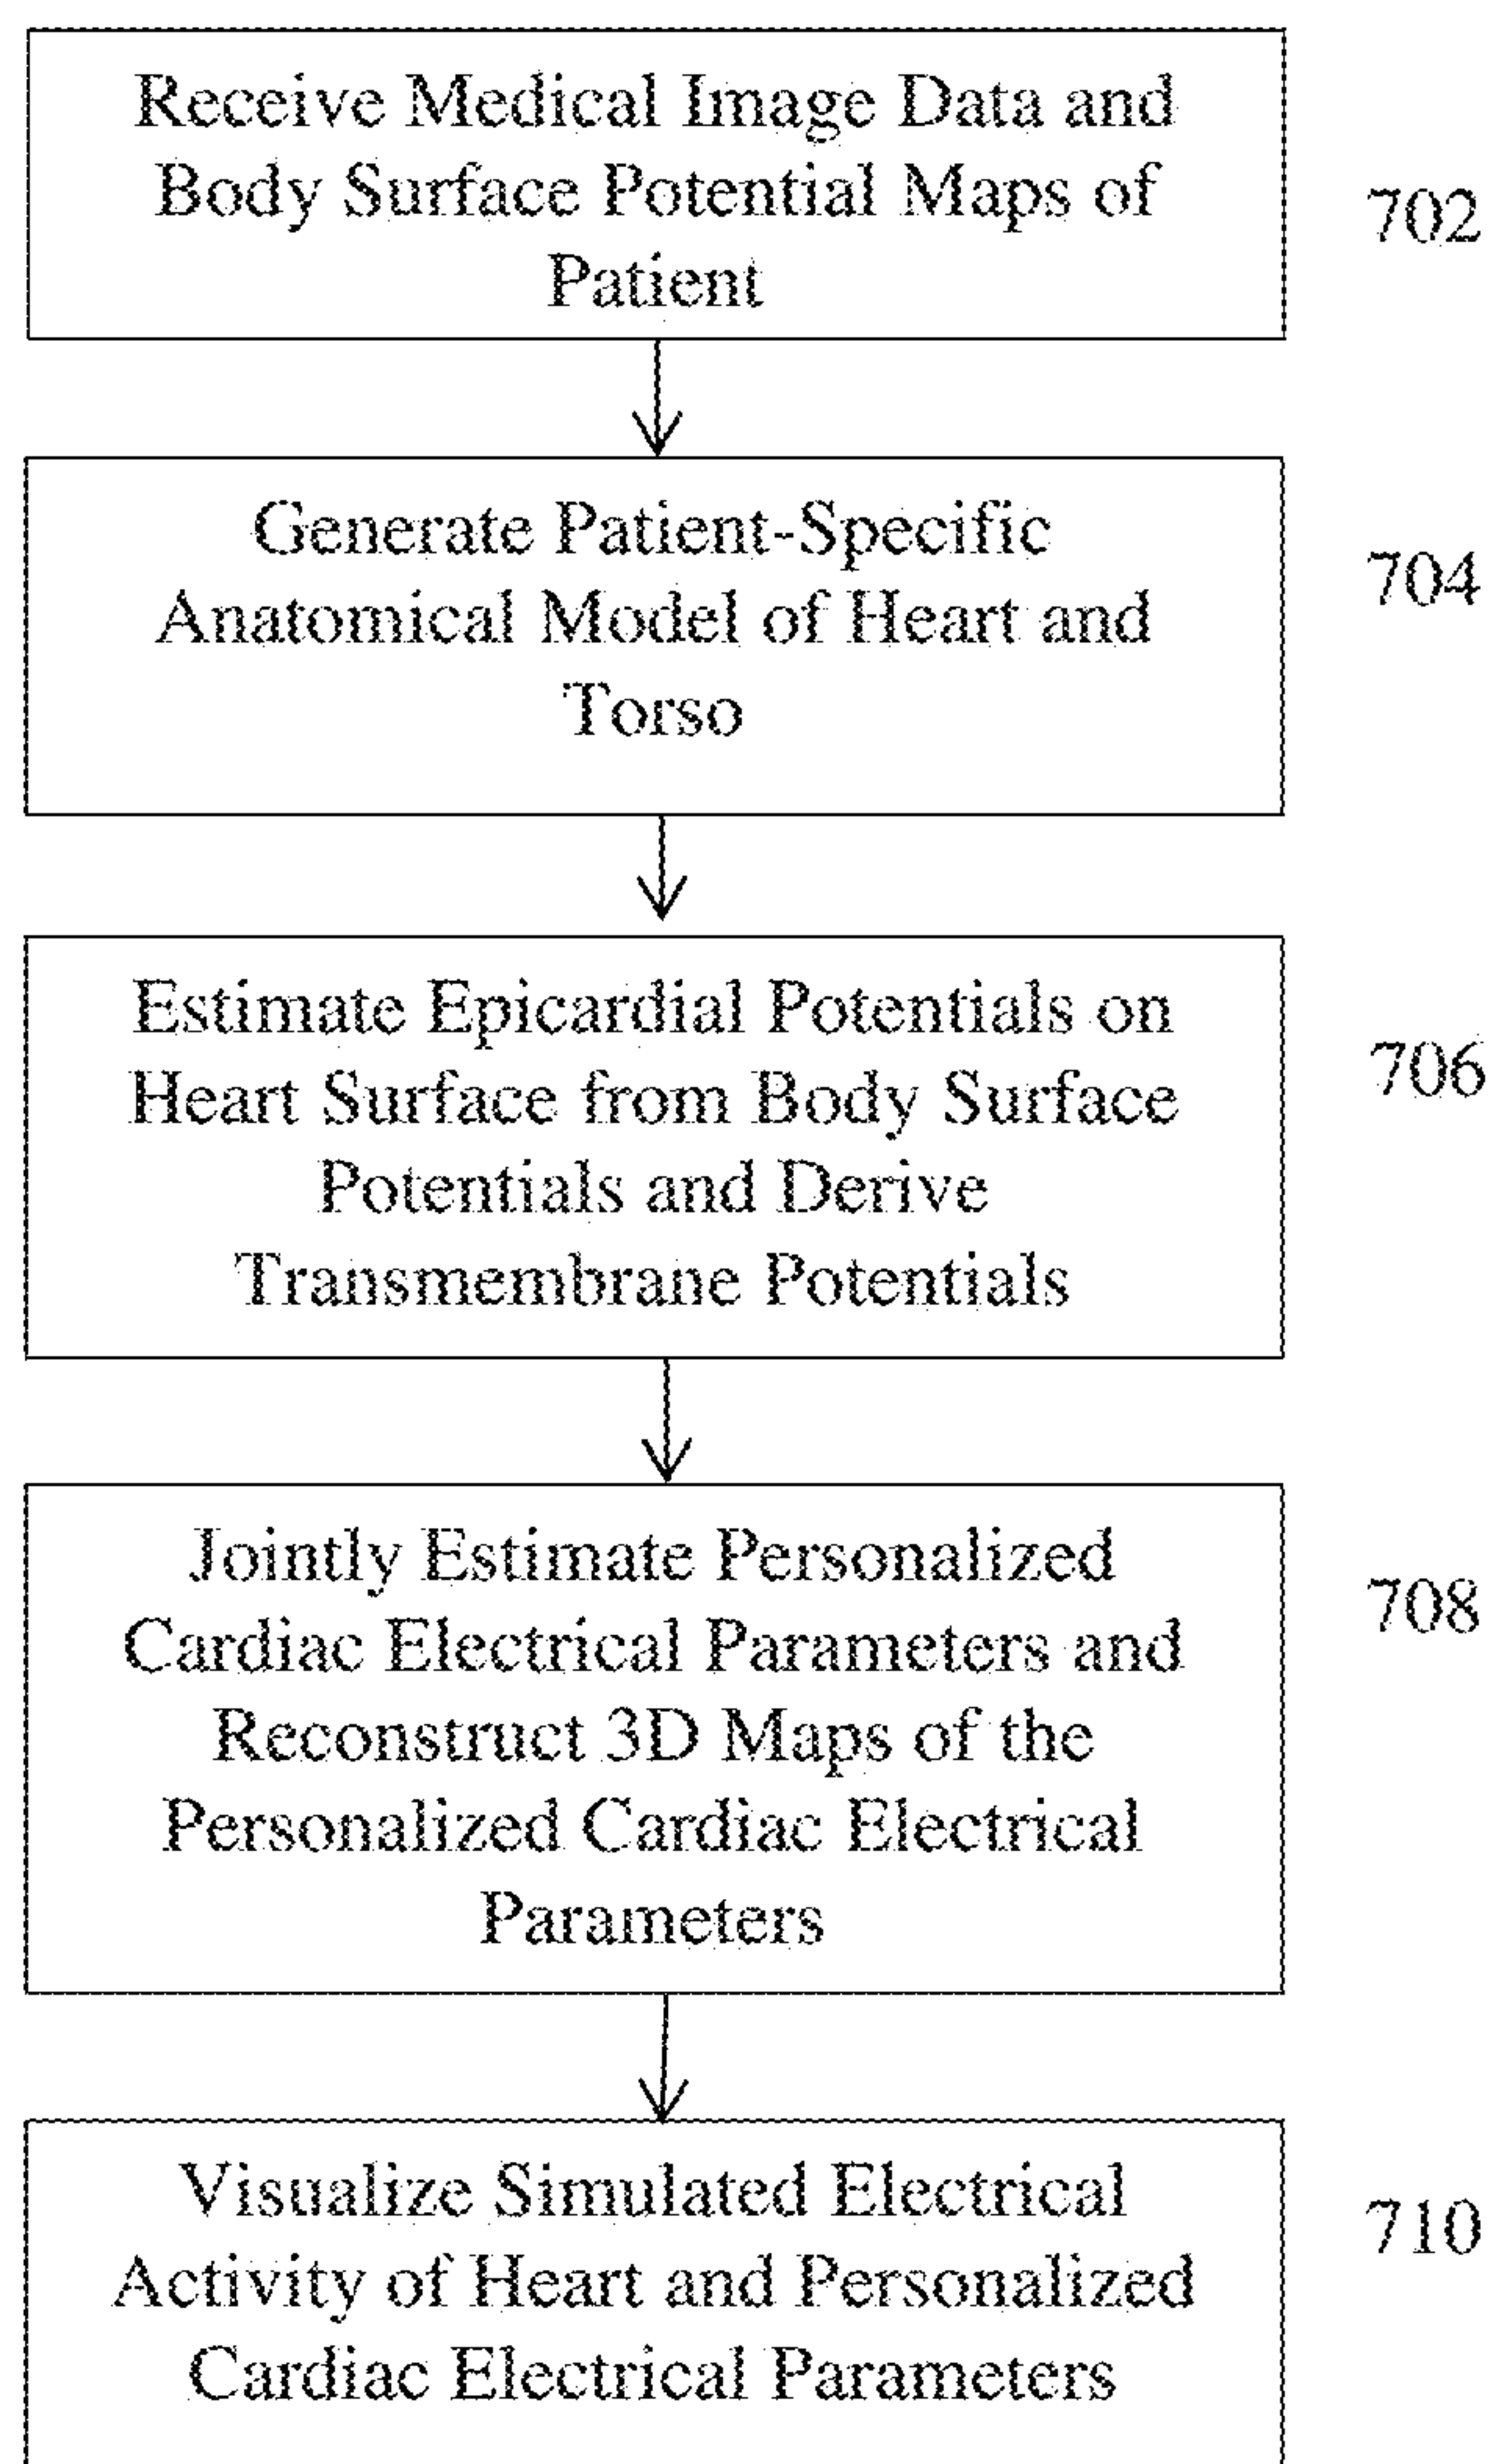 Receive Medical Image Data and
Body Surface Potential Maps of
Patient
702
Generate Patient-Specific
Anatomical Model of Heart and
Torso
704
Estimate Epicardial Potentials on
Heart Surface from Body Surface
Potentials and Derive
Transmembrane Potentials
706
Jointly Estimate Personalized
Cardiac Electrical Parameters and
Reconstruct 3D Maps of the
Personalized Cardiac Electrical
Parameters
708
Visualize Simulated Electrical
Activity of Heart and Personalized
Cardiac Electrical Parameters
710